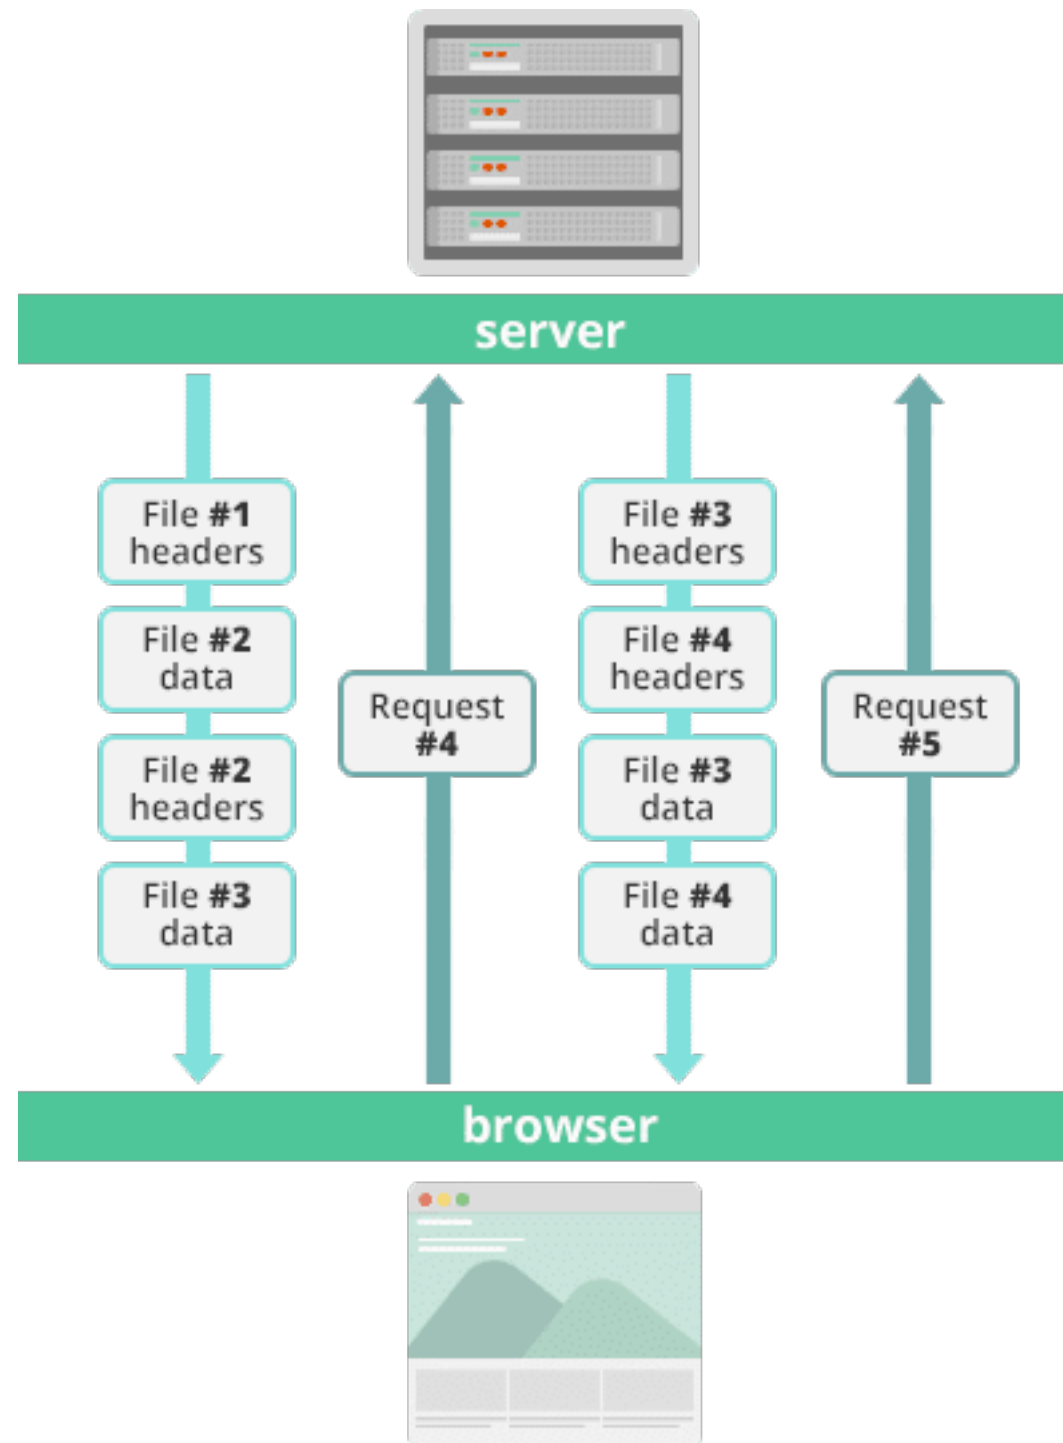 server
File #1
headers
File #2
data
File #2
headers
File #3
data
Request
#4
File #3
headers
File #4
headers
File #3
data
File #4
data
Request
#5
browser